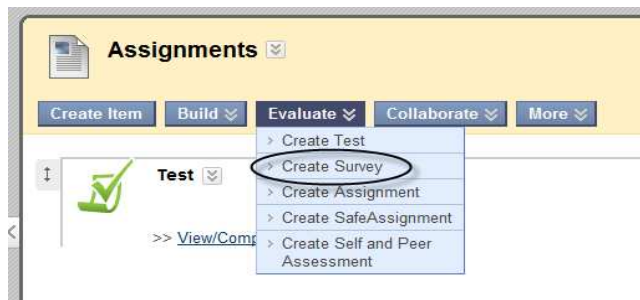 Assignments
Create Item Build Evaluate Collaborate More
> Create Test
> Create Survey
> Create Assignment
> Create SafeAssignment
> Create Self and Peer
Assessment
Test
>> View/Comp